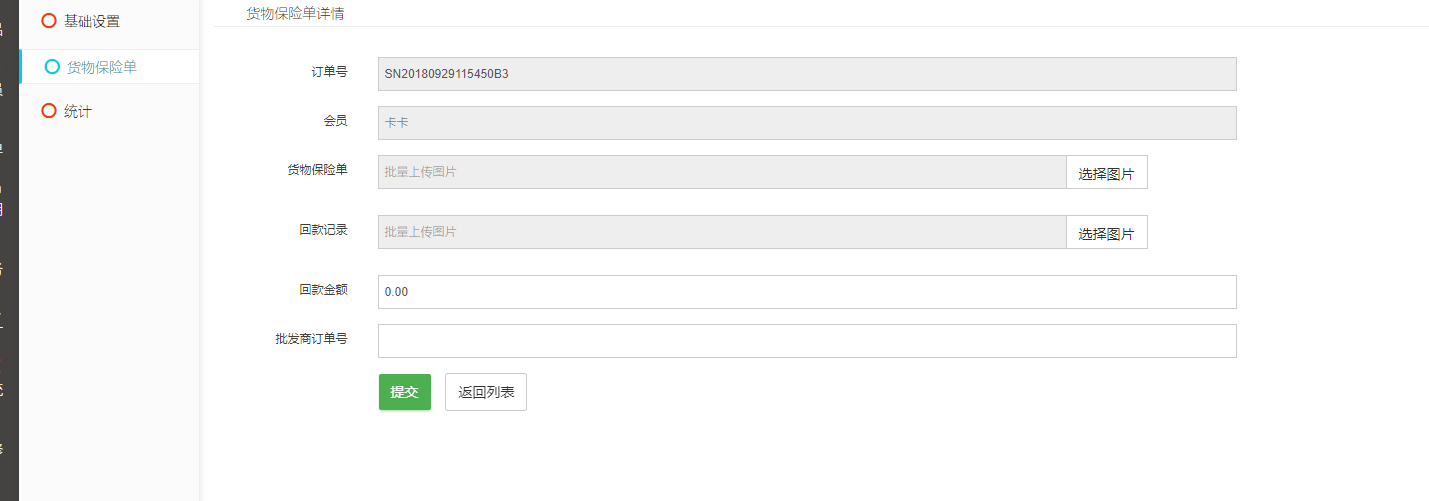 基础设置
货物保险单
统计
货物保险单详情
订单号
SN20180929115450B3
会员
卡卡
货物保险单
批量上传图片
选择图片
回款记录
批量上传图片
选择图片
回款金额
0.00
批发商订单号
提交
返回列表